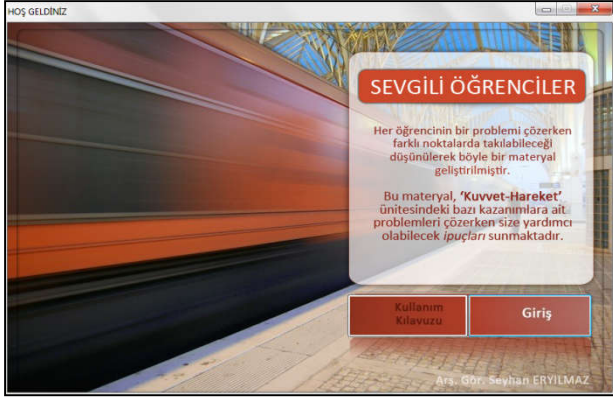 HOŞ GELDİNİZ
SEVGİLİ ÖĞRENCİLER
Her öğrencinin bir problemi çözerken
farklı noktalarda takılabileceği
düşünülerek böyle bir materyal
geliştirilmiştir.
Bu materyal, 'Kuvvet-Hareket'
ünitesindeki bazı kazanımlara ait
problemleri çözerken size yardımcı
olabilecek ipuçları sunmaktadır.
Kullanım
Kılavuzu
Giriş
Arş. Gör. Seyhan ERYILMAZ